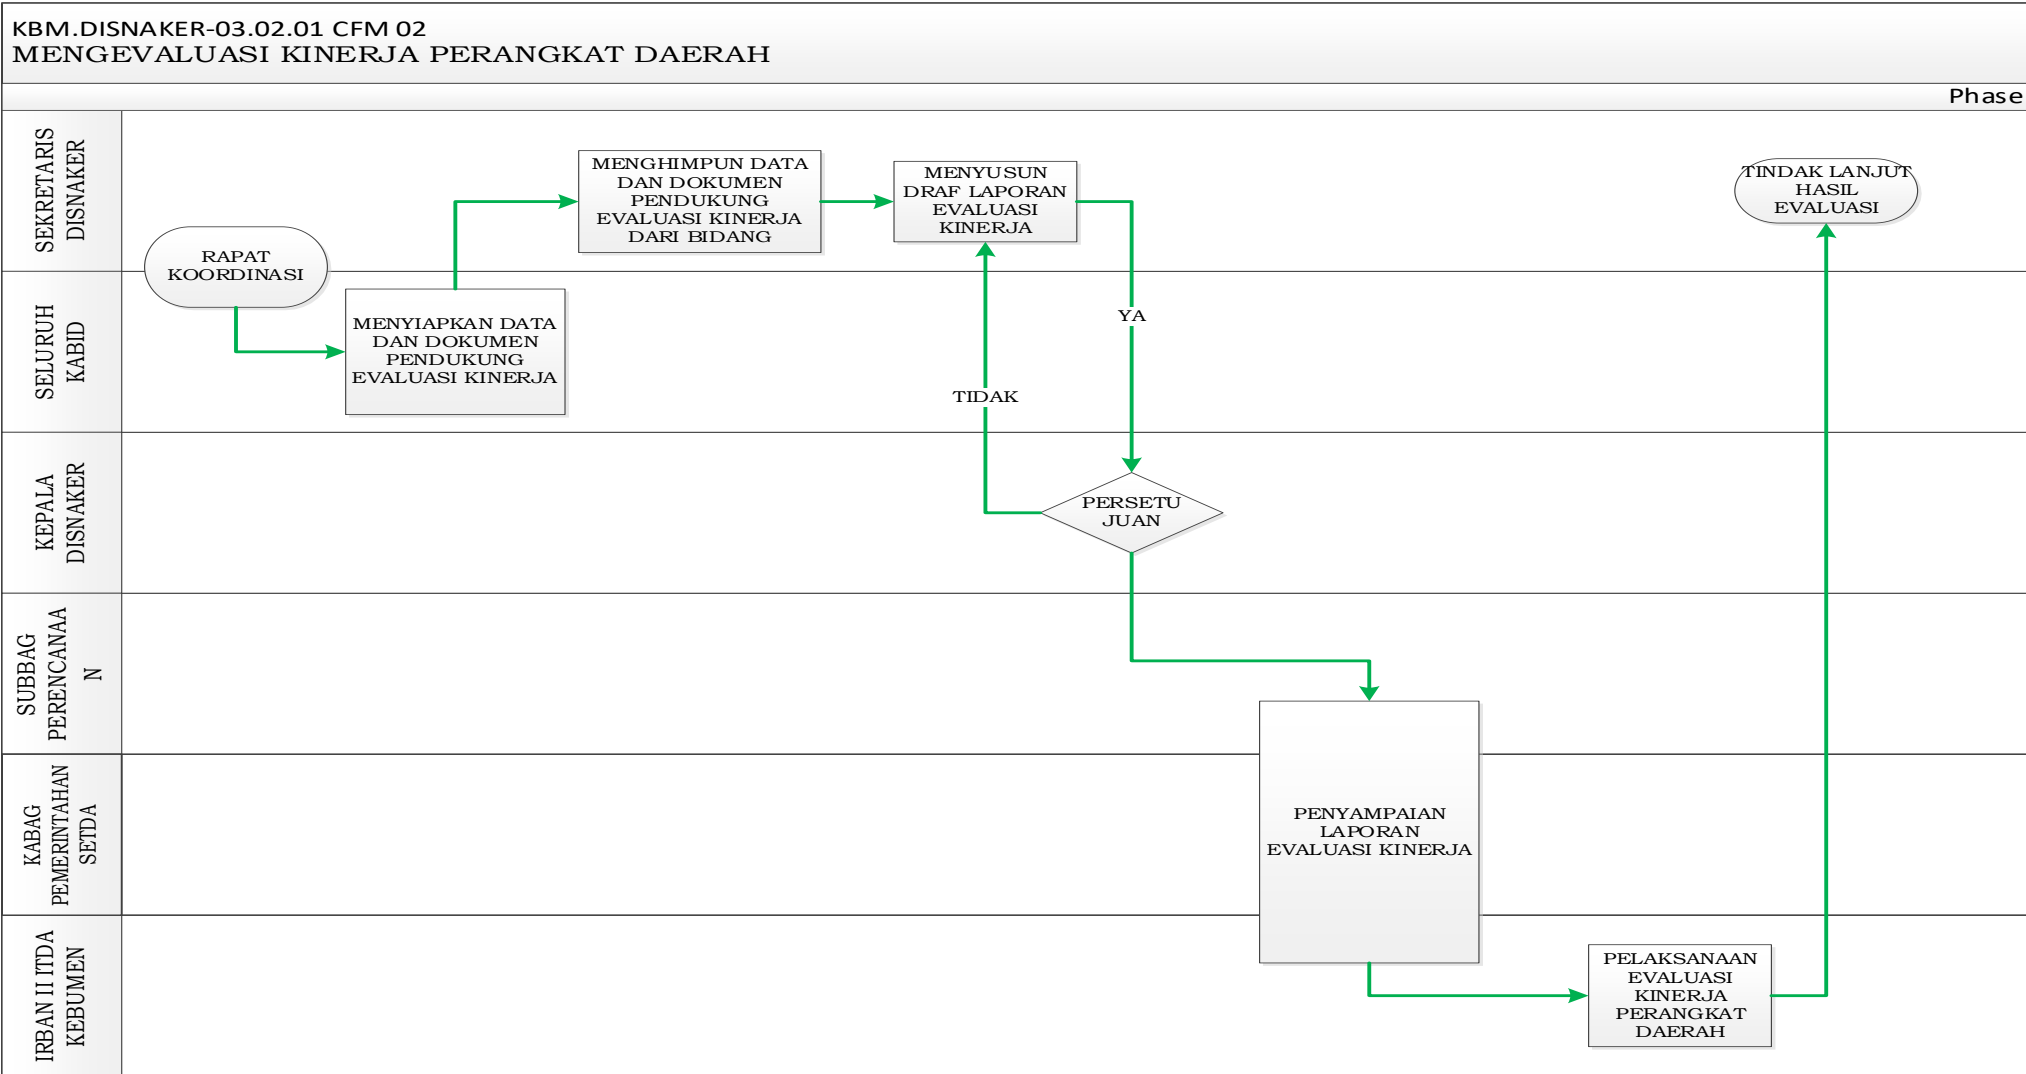 KBM.DISNAKER-03.02.01 CFM 02
MENGEVALUASI KINERJA PERANGKAT DAERAH
Phase
SEKRETARIS
DISNAKER
RAPAT
KOORDINASI
MENGHIMPUN DATA
DAN DOKUMEN
PENDUKUNG
EVALUASI KINERJA
DARI BIDANG
MENYUSUN
DRAF LAPORAN
EVALUASI
KINERJA
TINDAK LANJUT
HASIL
EVALUASI
SELURUH
KABID
MENYIAPKAN DATA
DAN DOKUMEN
PENDUKUNG
EVALUASI KINERJA
YA
TIDAK
KEPALA
DISNAKER
PERSETU
JUAN
SUBBAG
PERENCANAA
N
KABAG
PEMERINTAHAN
SETDA
PENYAMPAIAN
LAPORAN
EVALUASI KINERJA
IRBAN II ITDA
KEBUMEN
PELAKSANAAN
EVALUASI
KINERJA
PERANGKAT
DAERAH